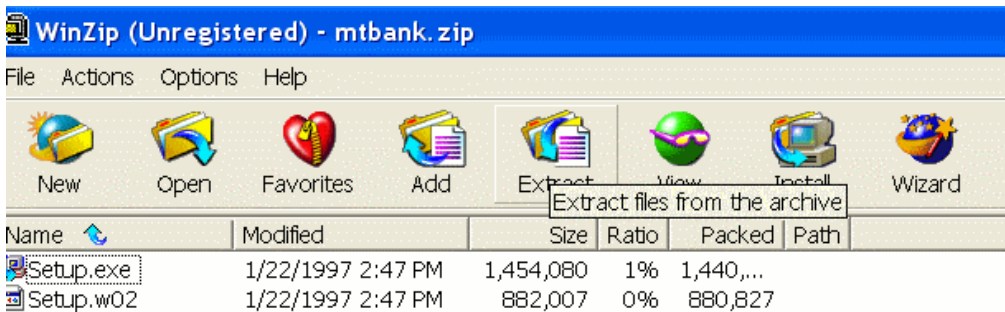 WinZip (Unregistered) - mtbank.zip
File Actions Options Help
New Open Favorites Add Extract View Install Wizard
Extract files from the archive
Name Modified Size Ratio Packed Path
Setup.exe 1/22/1997 2:47 PM 1,454,080 1% 1,440,...
Setup.w02 1/22/1997 2:47 PM 882,007 0% 880,827